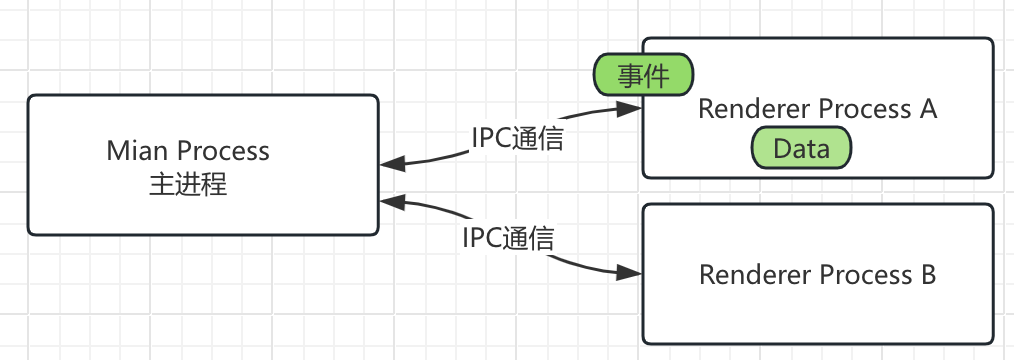 Mian Process
主进程
IPC通信
IPC通信
事件
Renderer Process A
Data
Renderer Process B